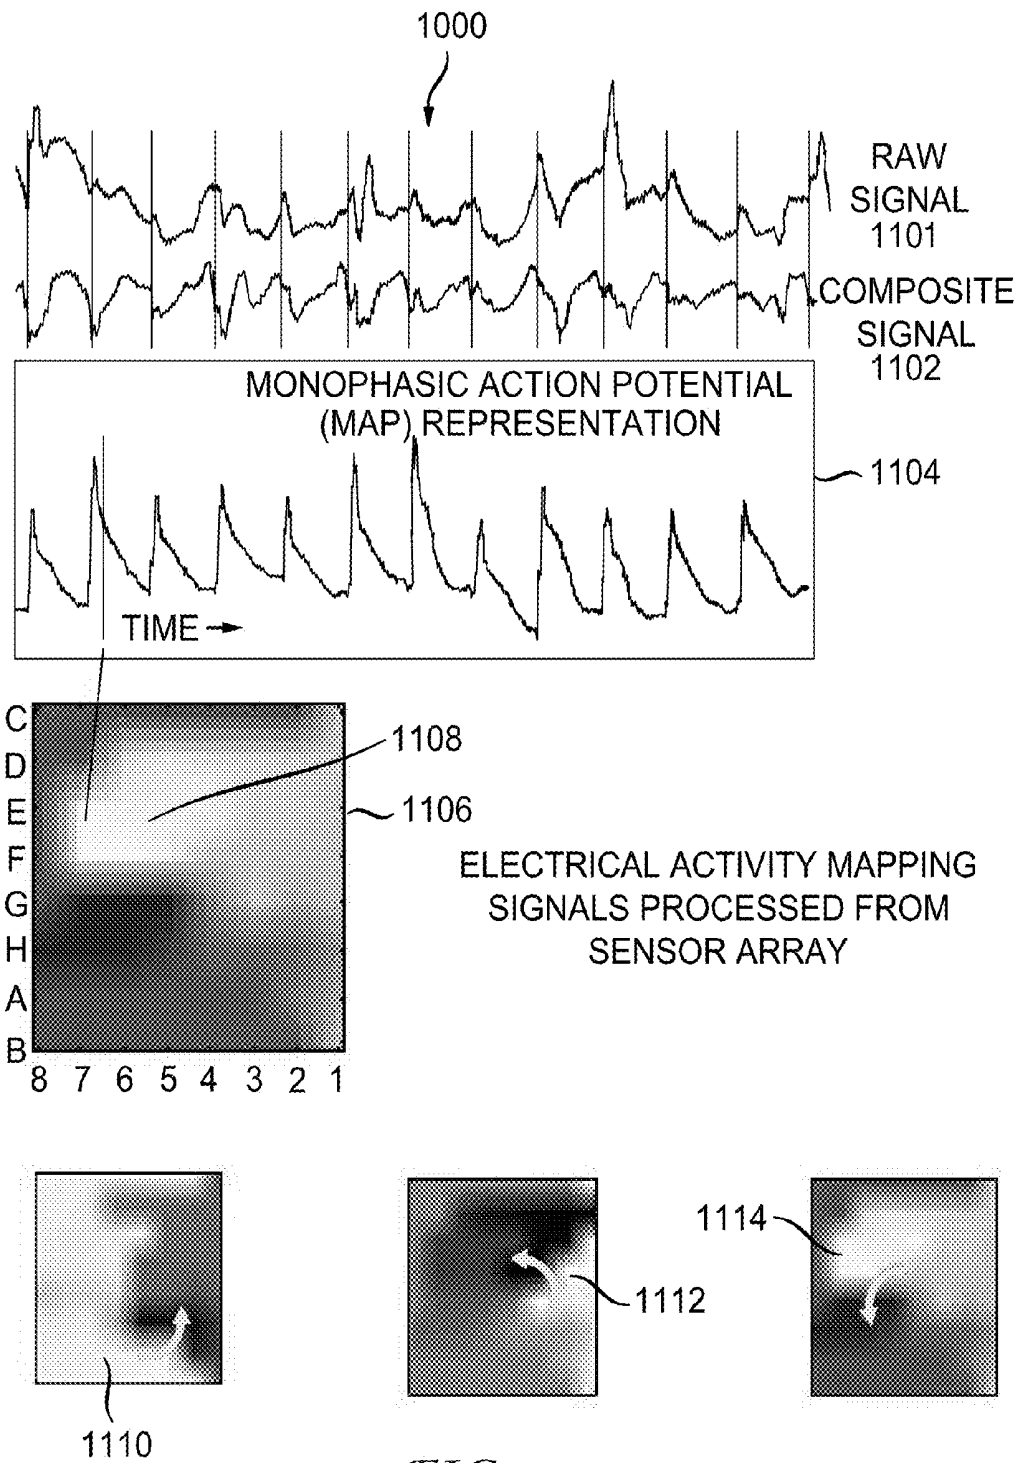 1000
RAW
SIGNAL
1101
COMPOSITE
SIGNAL
1102
MONOPHASIC ACTION POTENTIAL
(MAP) REPRESENTATION
1104
TIME
C
D
E
F
G
H
A
B
8 7 6 5 4 3 2 1
1108
1106
ELECTRICAL ACTIVITY MAPPING
SIGNALS PROCESSED FROM
SENSOR ARRAY
1110
1112
1114